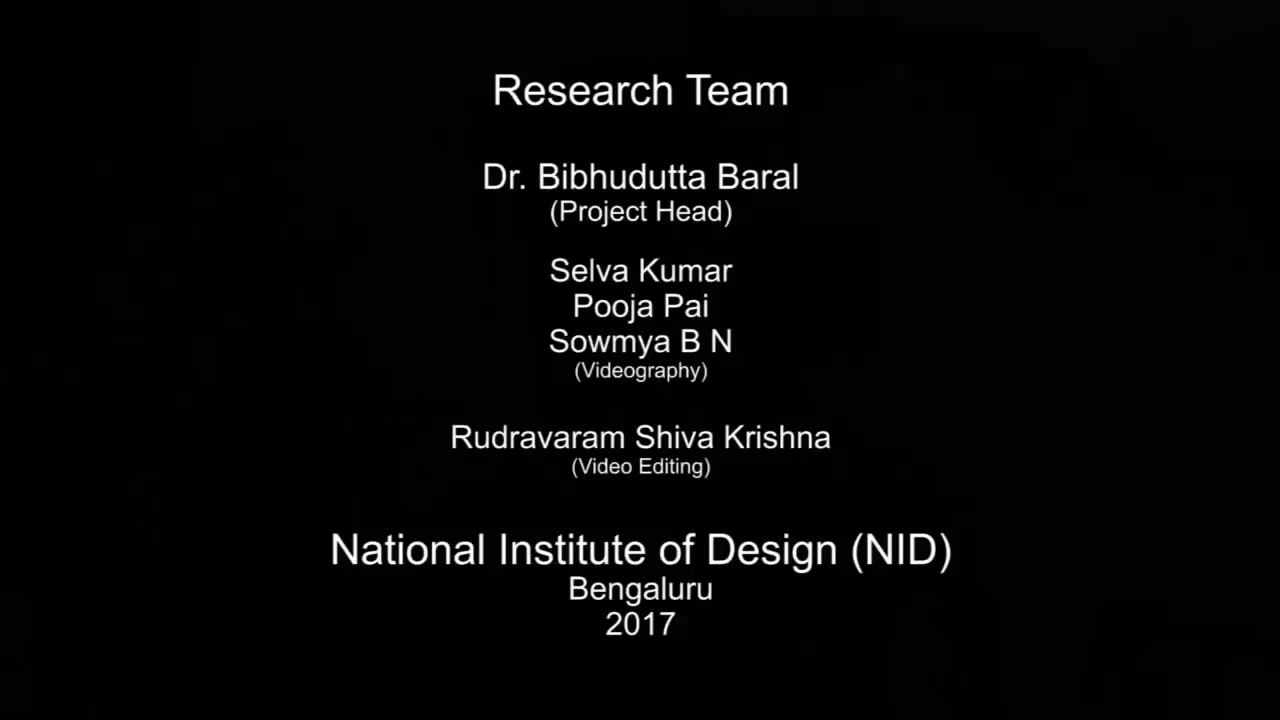 Research Team
Dr. Bibhudutta Baral
(Project Head)
Selva Kumar
Pooja Pai
Sowmya B N
(Videography)
Rudravaram Shiva Krishna
(Video Editing)
National Institute of Design (NID)
Bengaluru
2017